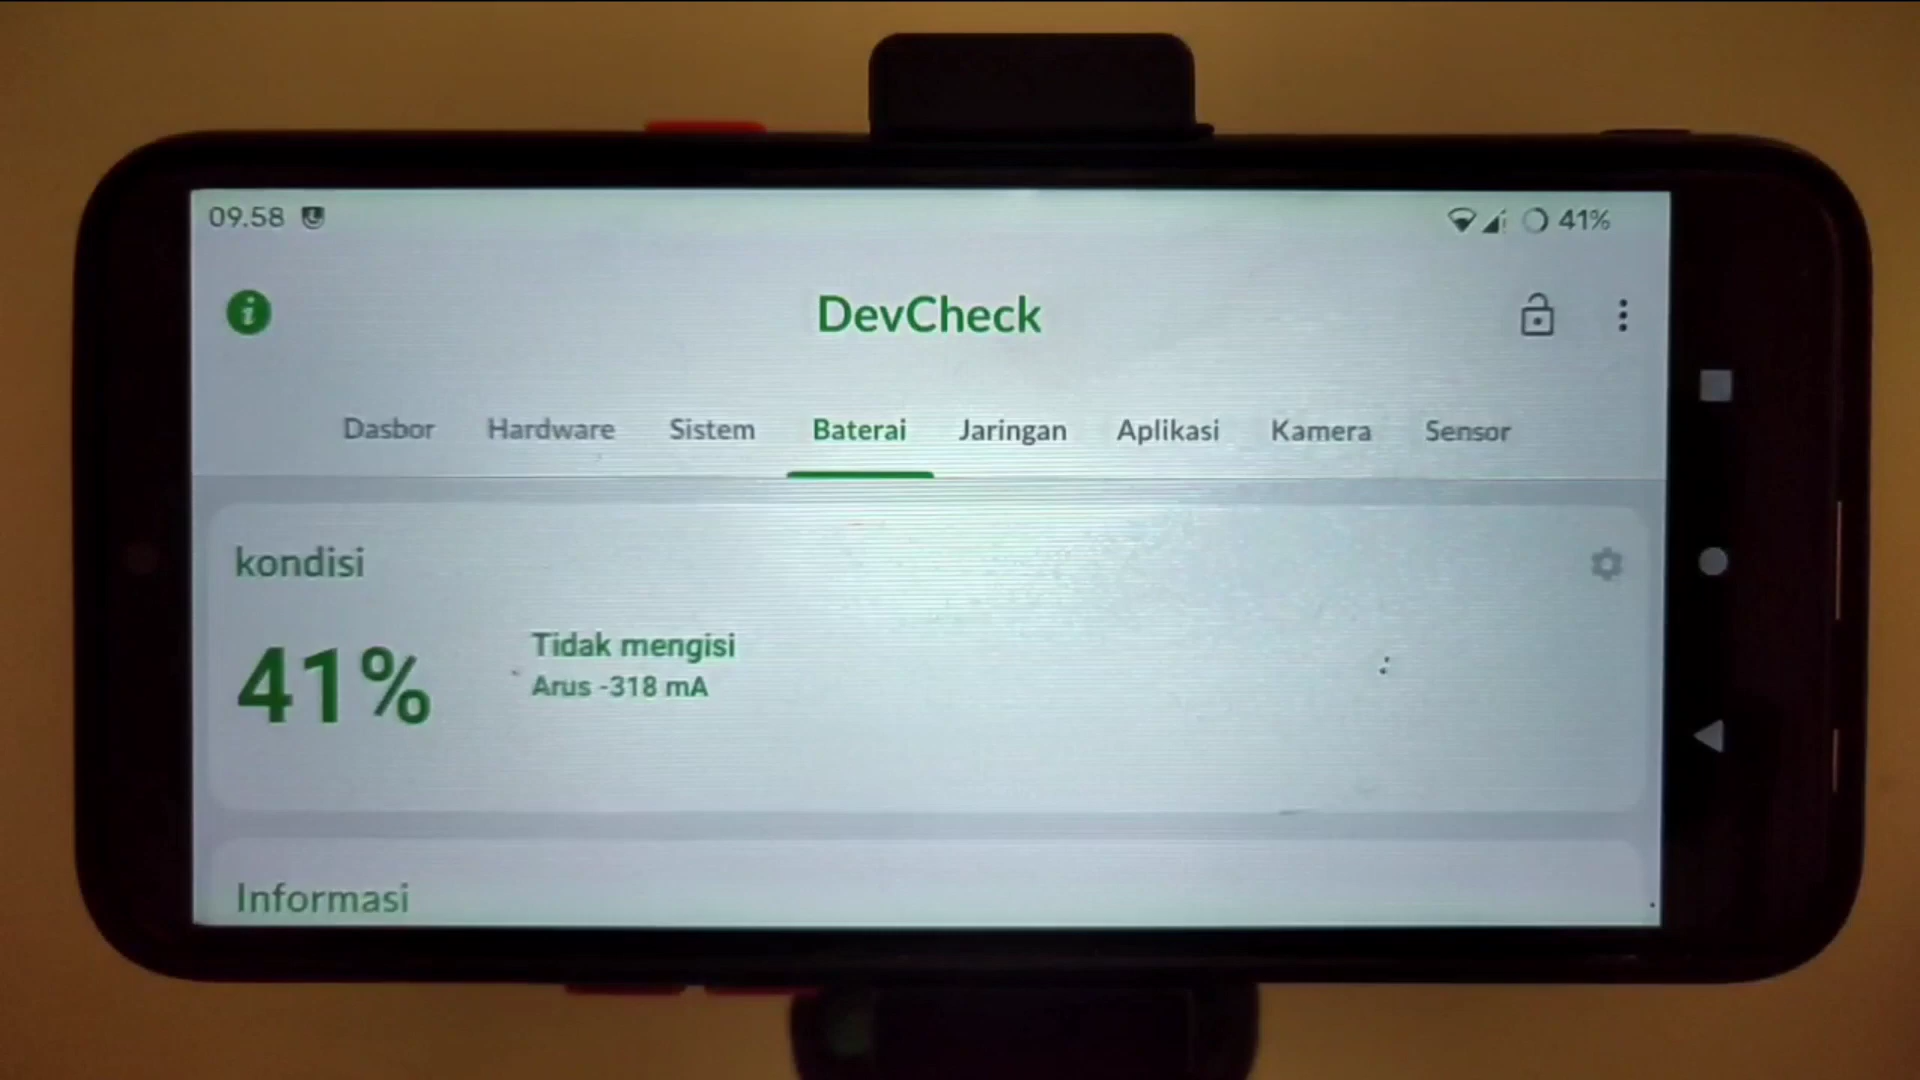 09.58
41%
DevCheck
Dasbor Hardware Sistem Baterai Jaringan Aplikasi Kamera Sensor
kondisi
41%
Tidak mengisi
Arus -318 mA
Informasi